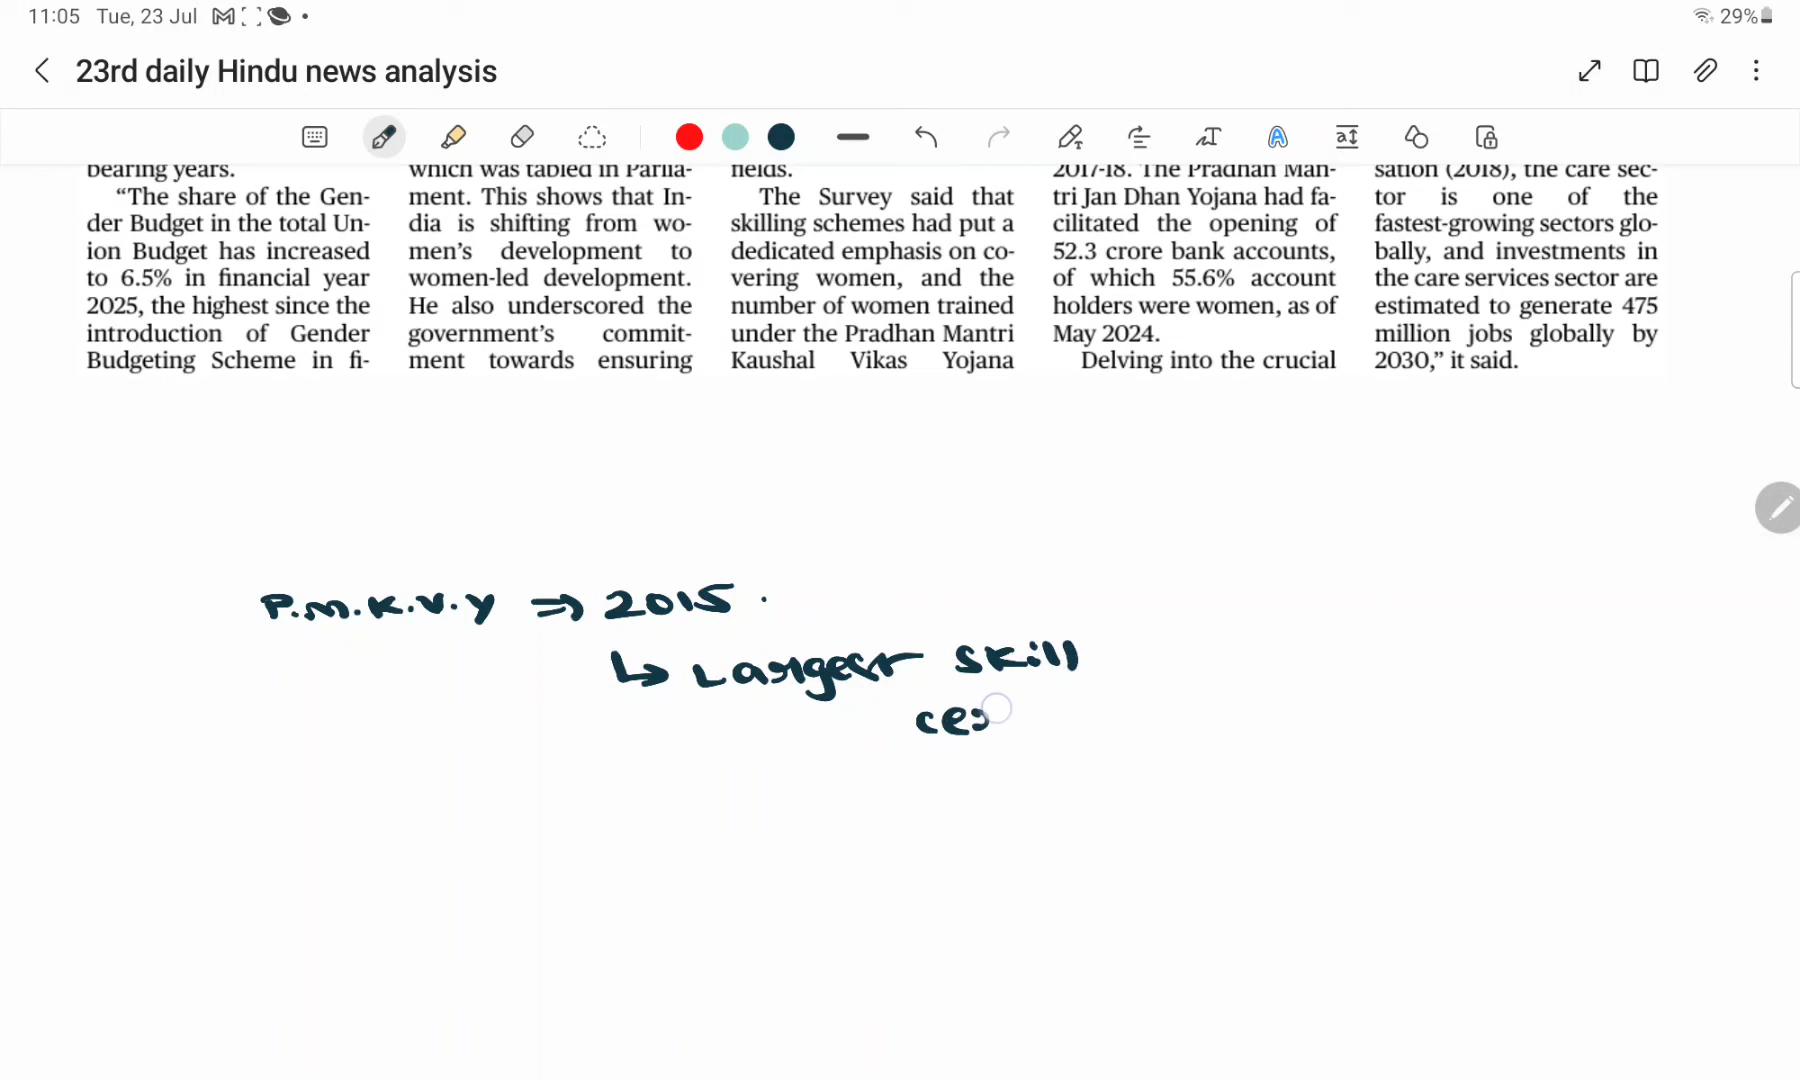 11:05 Tue, 23 Jul
29%
23rd daily Hindu news analysis
bearing years.
“The share of the Gen-
der Budget in the total Un-
ion Budget has increased
to 6.5% in financial year
2025, the highest since the
introduction of Gender
Budgeting Scheme in fi-
which was tabled in Parlia-
ment. This shows that In-
dia is shifting from wo-
men’s development to
women-led development.
He also underscored the
government’s commit-
ment towards ensuring
fields.
The Survey said that
skilling schemes had put a
dedicated emphasis on co-
vering women, and the
number of women trained
under the Pradhan Mantri
Kaushal Vikas Yojana
2017-18. The Pradhan Man-
tri Jan Dhan Yojana had fa-
cilitated the opening of
52.3 crore bank accounts,
of which 55.6% account
holders were women, as of
May 2024.
Delving into the crucial
sation (2018), the care sec-
tor is one of the
fastest-growing sectors glo-
bally, and investments in
the care services sector are
estimated to generate 475
million jobs globally by
2030,” it said.
P.M.K.V.Y ⇒ 2015.
↳ Largest skill